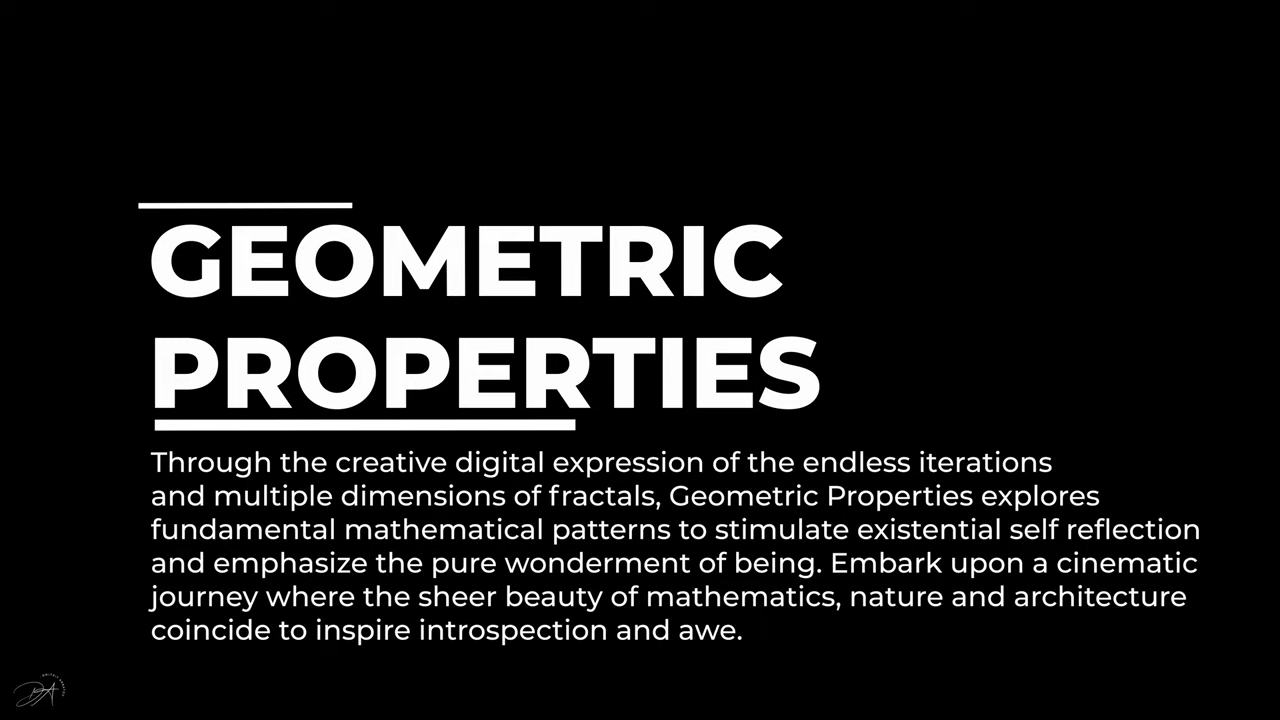 GEOMETRIC
PROPERTIES
Through the creative digital expression of the endless iterations
and multiple dimensions of fractals, Geometric Properties explores
fundamental mathematical patterns to stimulate existential self reflection
and emphasize the pure wonderment of being. Embark upon a cinematic
journey where the sheer beauty of mathematics, nature and architecture
coincide to inspire introspection and awe.